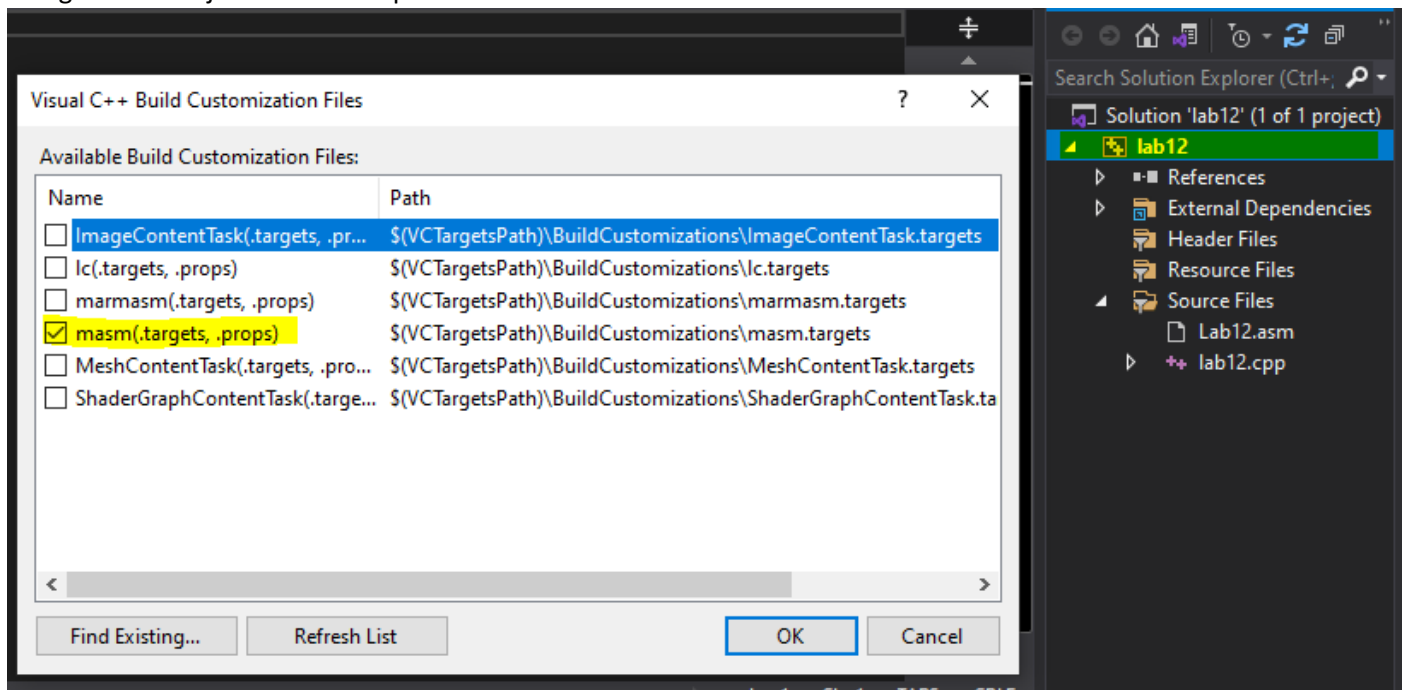 Visual C++ Build Customization Files ? ×
Available Build Customization Files:
Name Path
ImageContentTask(.targets, .pr... $(VCTargetsPath)\BuildCustomizations\ImageContentTask.targets
lc(.targets, .props) $(VCTargetsPath)\BuildCustomizations\lc.targets
marmasm(.targets, .props) $(VCTargetsPath)\BuildCustomizations\marmasm.targets
masm(.targets, .props) $(VCTargetsPath)\BuildCustomizations\masm.targets
MeshContentTask(.targets, .pro... $(VCTargetsPath)\BuildCustomizations\MeshContentTask.targets
ShaderGraphContentTask(.targe... $(VCTargetsPath)\BuildCustomizations\ShaderGraphContentTask.ta
Find Existing... Refresh List OK Cancel
Search Solution Explorer (Ctrl+;
Solution 'lab12' (1 of 1 project)
lab12
References
External Dependencies
Header Files
Resource Files
Source Files
Lab12.asm
lab12.cpp